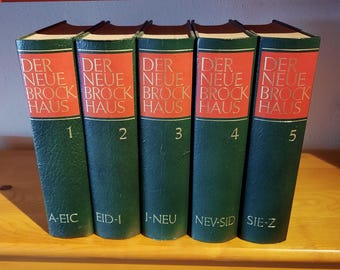 DER
NEUE
BROCK
HAUS
1
A-EIC
DER
NEUE
BROCK
HAUS
2
EID-I
DER
NEUE
BROCK
HAUS
3
J-NEU
DER
NEUE
BROCK
HAUS
4
NEV-SID
DER
NEUE
BROCK
HAUS
5
SIE-Z